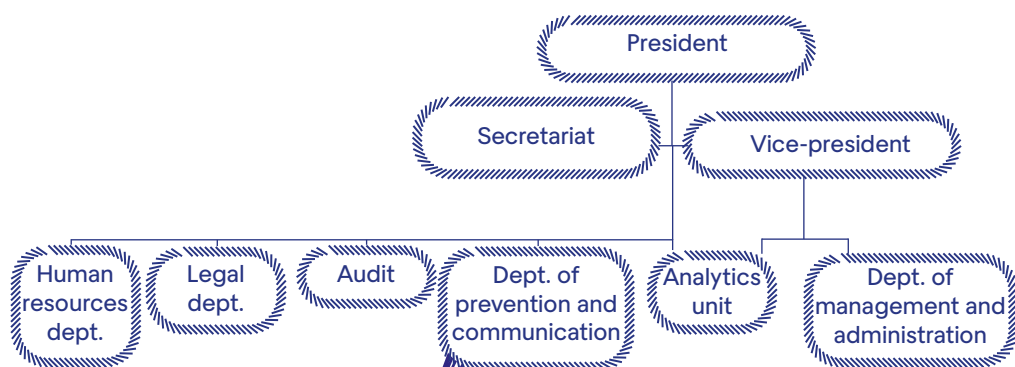 President
Secretariat
Vice-president
Human
resources
dept.
Legal
dept.
Audit
Dept. of
prevention and
communication
Analytics
unit
Dept. of
management and
administration